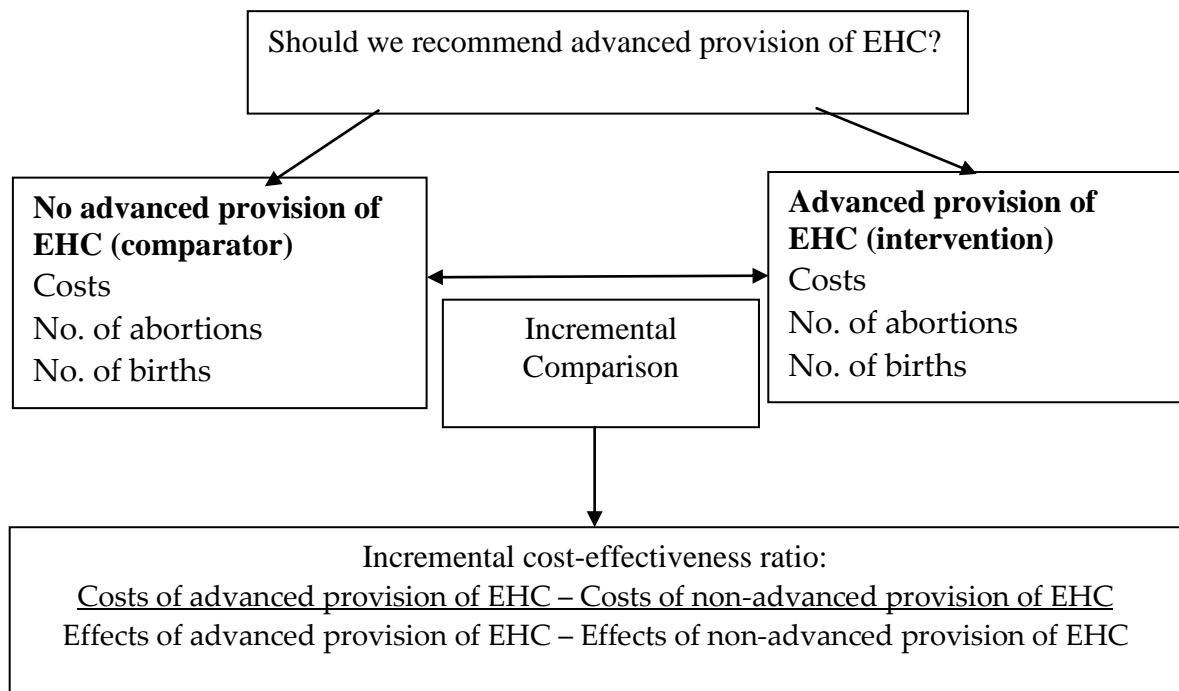 Should we recommend advanced provision of EHC?
No advanced provision of
EHC (comparator)
Costs
No. of abortions
No. of births
Advanced provision of
EHC (intervention)
Costs
No. of abortions
No. of births
Incremental
Comparison
Incremental cost-effectiveness ratio:
Costs of advanced provision of EHC – Costs of non-advanced provision of EHC
Effects of advanced provision of EHC – Effects of non-advanced provision of EHC